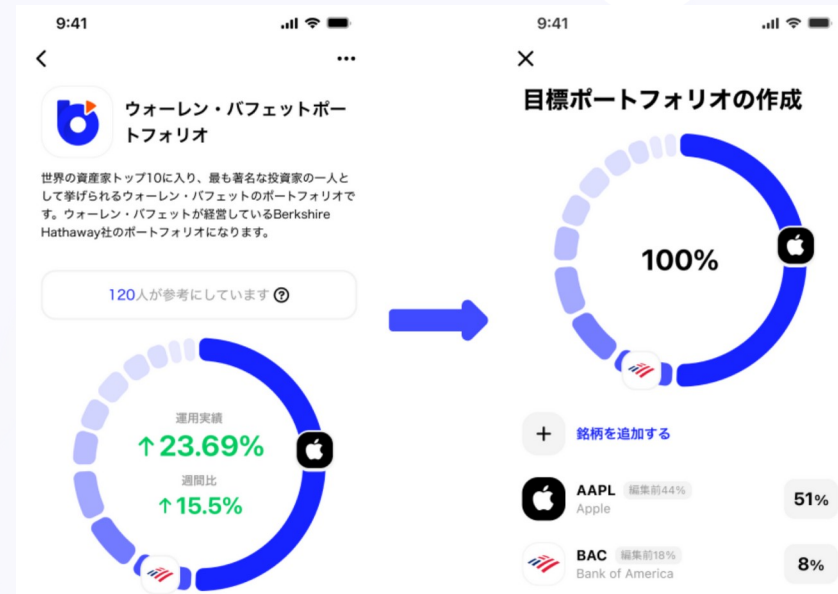 9:41
ウォーレン・バフェットポー
トフォリオ
世界の資産家トップ10に入り、最も著名な投資家の一人と
して挙げられるウォーレン・バフェットのポートフォリオで
す。ウォーレン・バフェットが経営しているBerkshire
Hathaway社のポートフォリオになります。
120人が参考にしています ?
運用実績
↑23.69%
週間比
↑15.5%
9:41
目標ポートフォリオの作成
100%
+ 銘柄を追加する
AAPL 編集前44%
Apple
51%
BAC 編集前18%
Bank of America
8%